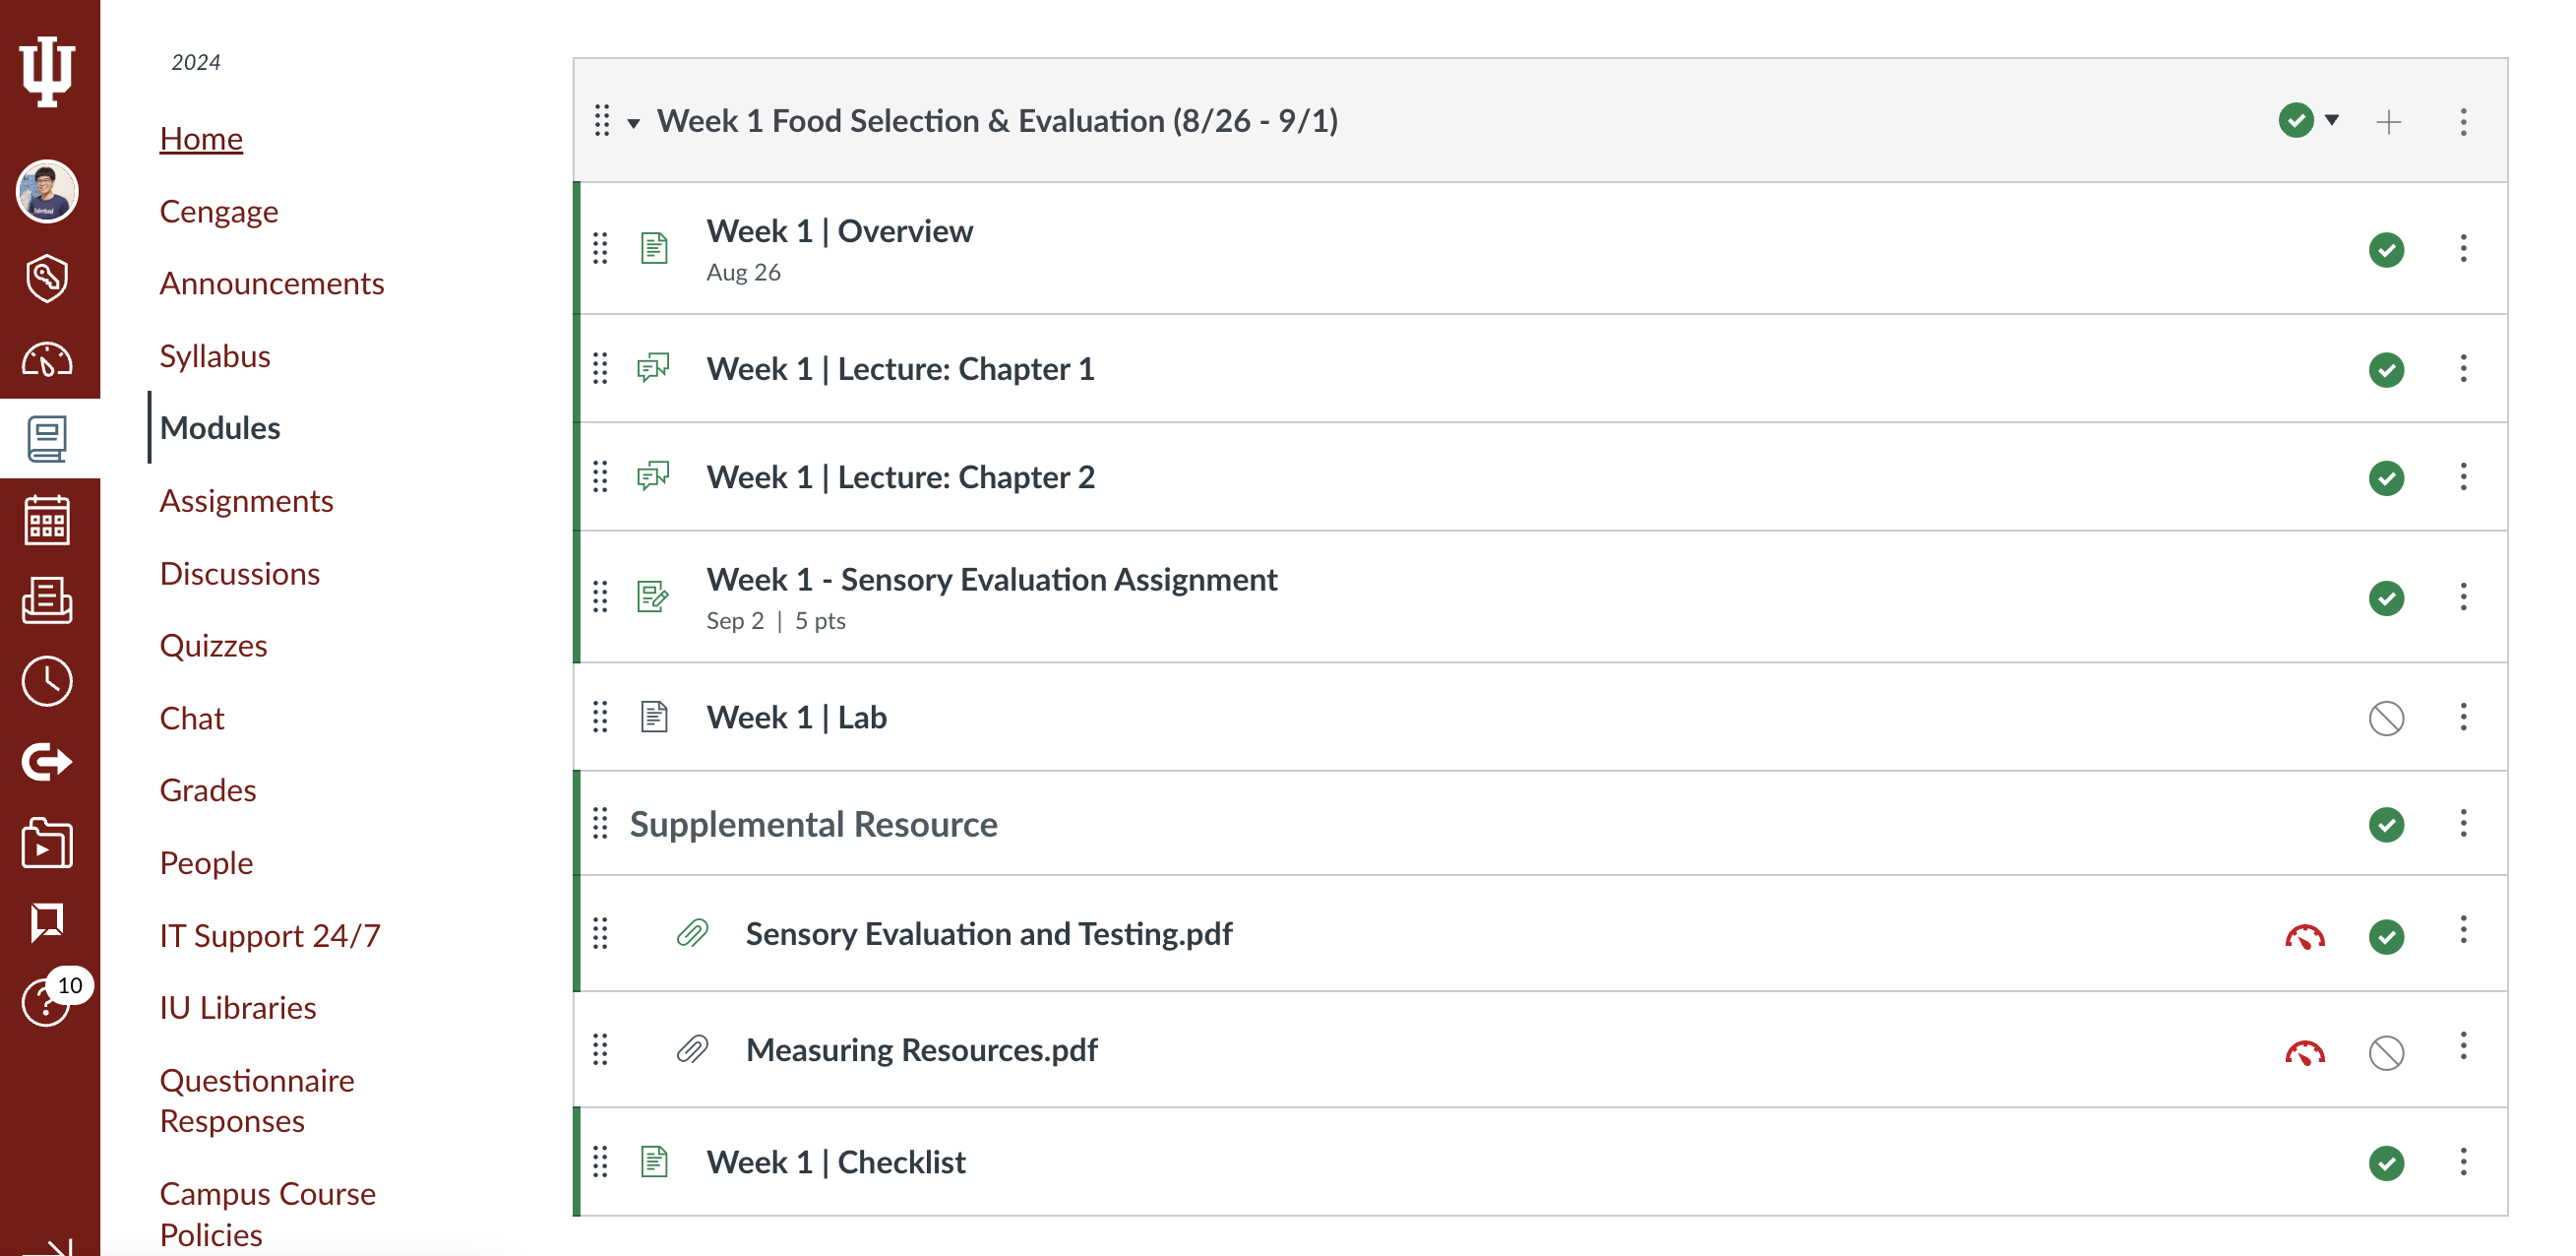 2024
Home
Cengage
Announcements
Syllabus
Modules
Assignments
Discussions
Quizzes
Chat
Grades
People
IT Support 24/7
IU Libraries
Questionnaire
Responses
Campus Course
Policies
10
Week 1 Food Selection & Evaluation (8/26 - 9/1)
Week 1 | Overview
Aug 26
Week 1 | Lecture: Chapter 1
Week 1 | Lecture: Chapter 2
Week 1 - Sensory Evaluation Assignment
Sep 2 | 5 pts
Week 1 | Lab
Supplemental Resource
Sensory Evaluation and Testing.pdf
Measuring Resources.pdf
Week 1 | Checklist